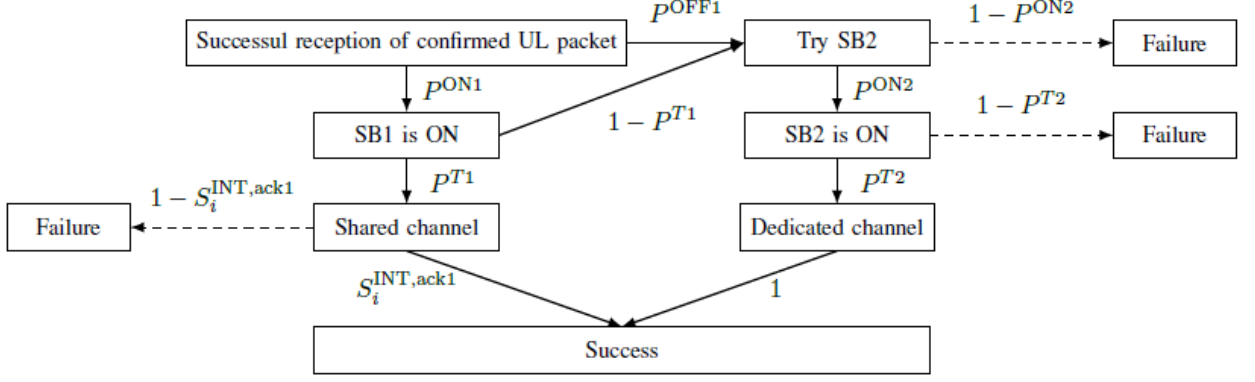 P^OFF1
1 − P^ON2
Successul reception of confirmed UL packet
Try SB2
Failure
P^ON1
P^ON2
1 − P^T2
1 − P^T1
SB1 is ON
SB2 is ON
Failure
P^T1
P^T2
1 − S_i^INT,ack1
Failure
Shared channel
Dedicated channel
S_i^INT,ack1
1
Success